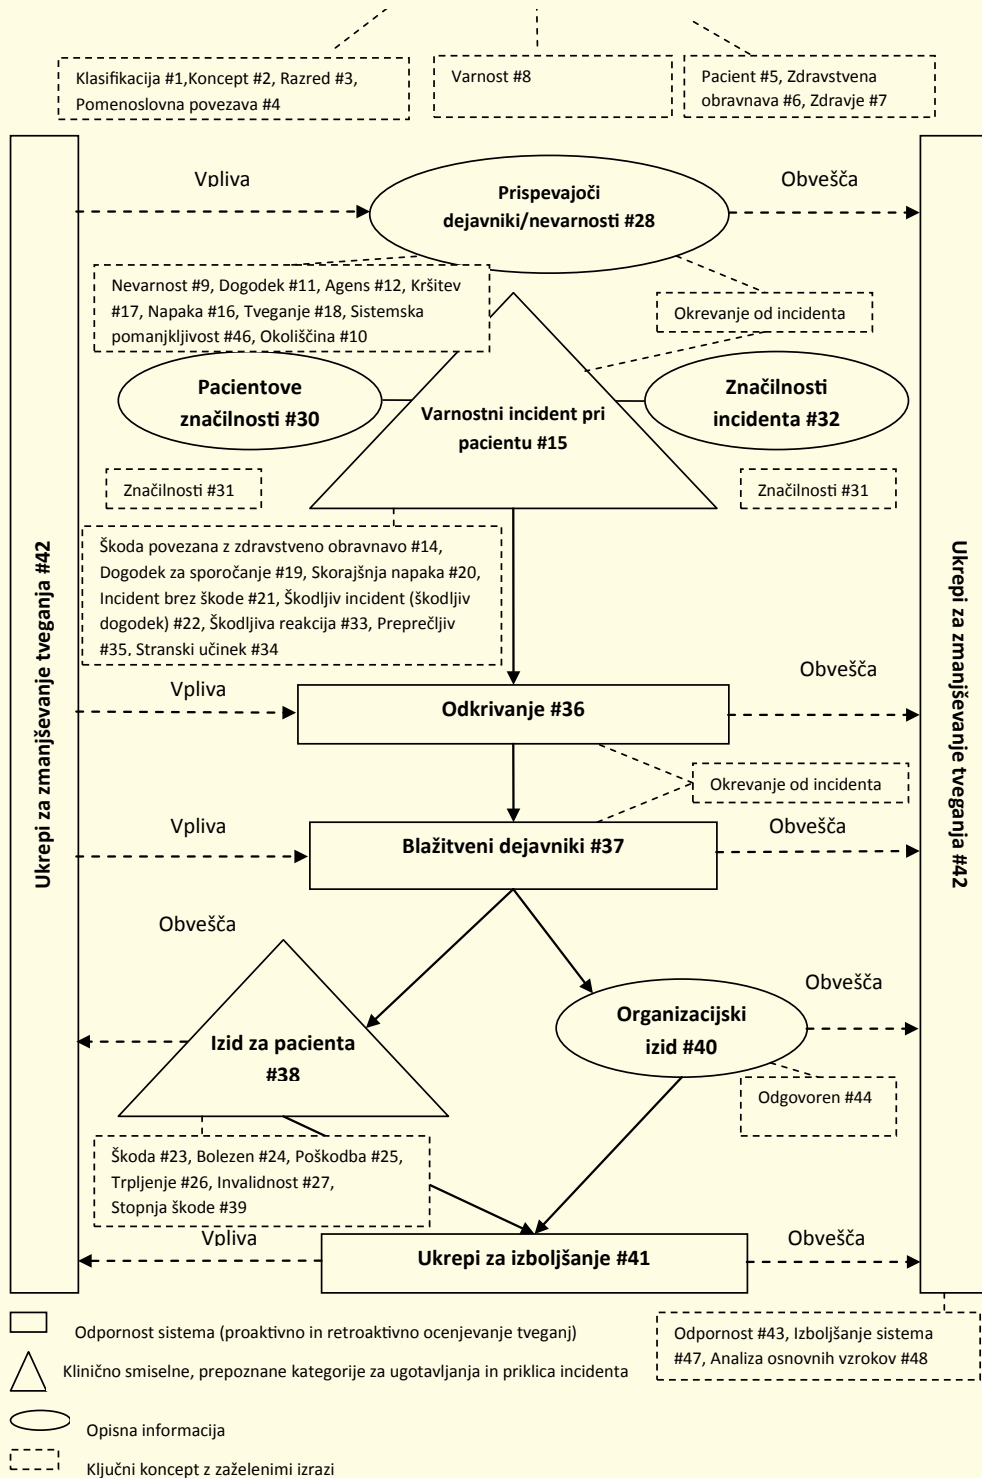 Klasifikacija #1,Koncept #2, Razred #3,
Pomenoslovna povezava #4
Varnost #8
Pacient #5, Zdravstvena
obravnava #6, Zdravje #7
Vpliva
Prispevajoči
dejavniki/nevarnosti #28
Obvešča
Nevarnost #9, Dogodek #11, Agens #12, Kršitev
#17, Napaka #16, Tveganje #18, Sistemska
pomanjkljivost #46, Okoliščina #10
Okrevanje od incidenta
Pacientove
značilnosti #30
Varnostni incident pri
pacientu #15
Značilnosti
incidenta #32
Značilnosti #31
Značilnosti #31
Škoda povezana z zdravstveno obravnavo #14,
Dogodek za sporočanje #19, Skorajšnja napaka #20,
Incident brez škode #21, Škodljiv incident (škodljiv
dogodek) #22, Škodljiva reakcija #33, Preprečljiv
#35, Stranski učinek #34
Ukrepi za zmanjševanje tveganja #42
Ukrepi za zmanjševanje tveganja #42
Vpliva
Odkrivanje #36
Obvešča
Okrevanje od incidenta
Vpliva
Blažitveni dejavniki #37
Obvešča
Obvešča
Izid za pacienta
#38
Organizacijski
izid #40
Obvešča
Odgovoren #44
Škoda #23, Bolezen #24, Poškodba #25,
Trpljenje #26, Invalidnost #27,
Stopnja škode #39
Vpliva
Ukrepi za izboljšanje #41
Obvešča
Odpornost sistema (proaktivno in retroaktivno ocenjevanje tveganj)
Klinično smiselne, prepoznane kategorije za ugotavljanja in priklica incidenta
Opisna informacija
Ključni koncept z zaželenimi izrazi
Odpornost #43, Izboljšanje sistema
#47, Analiza osnovnih vzrokov #48